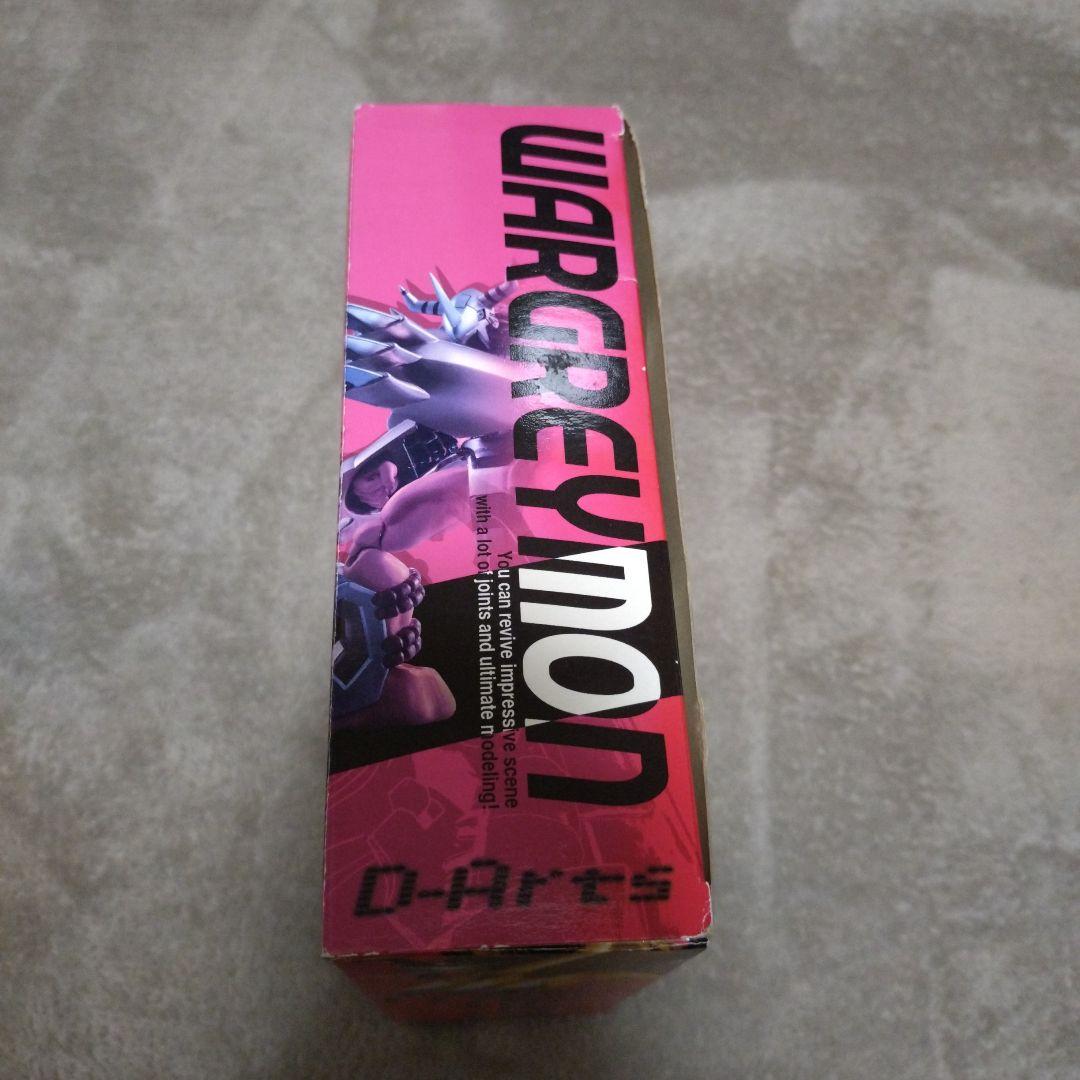 WARGREYMON
You can revive impressive scene
with a lot of joints and ultimate modeling!
D-Arts